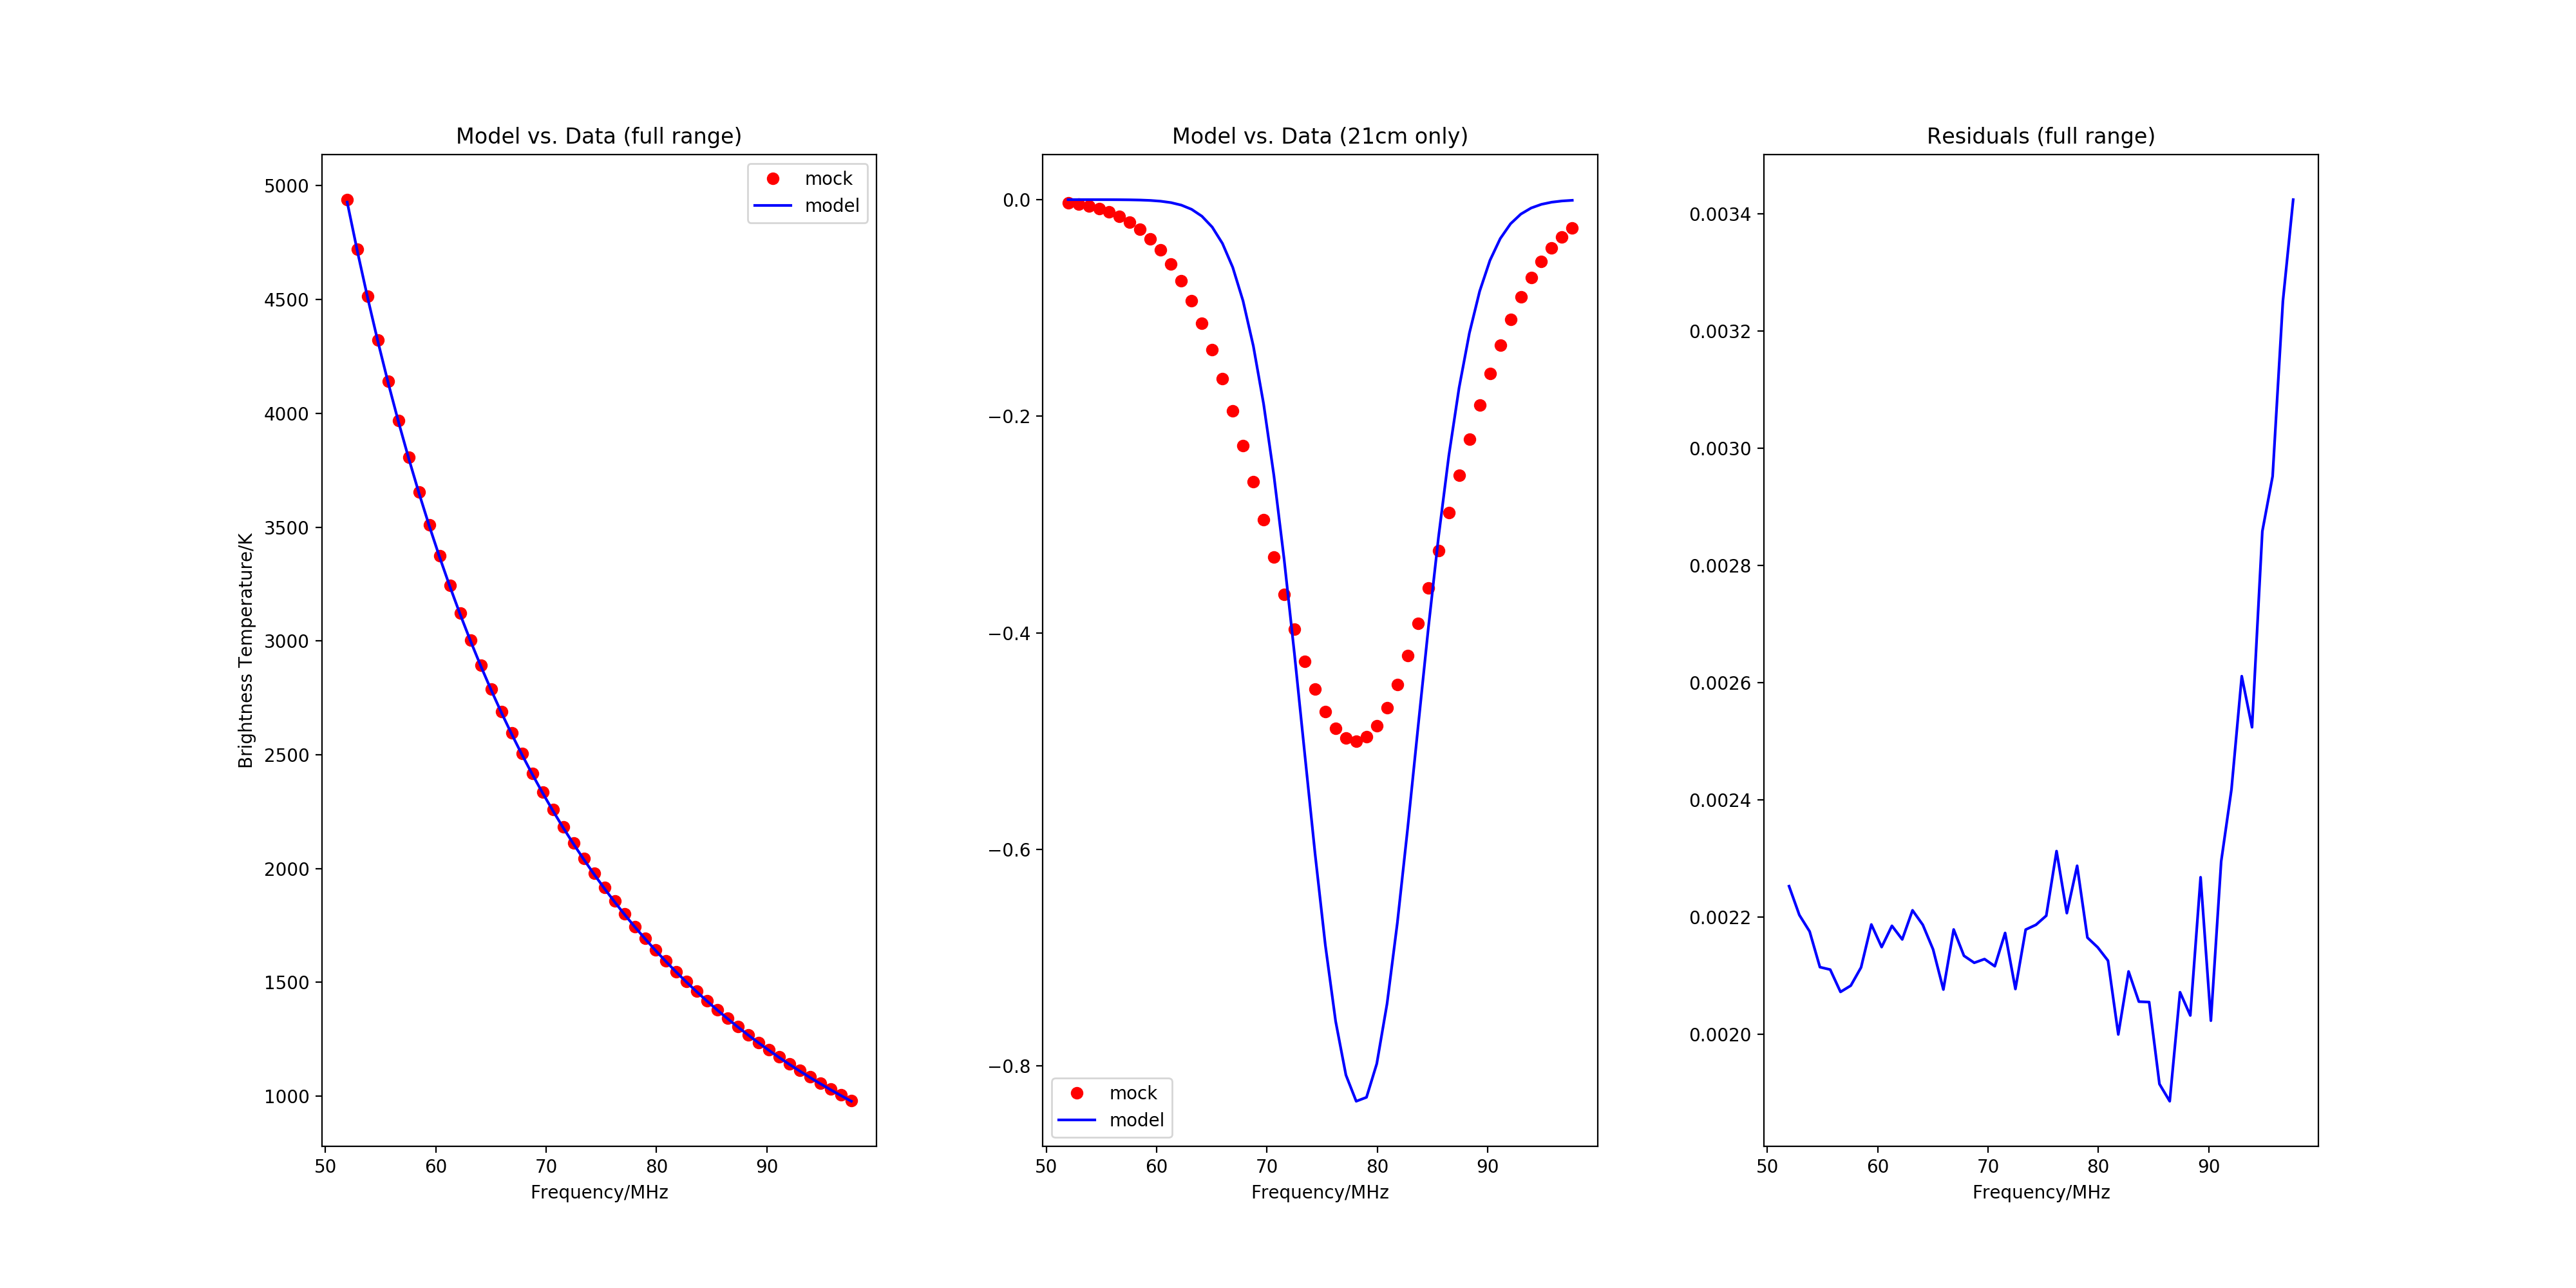 Model vs. Data (full range)
mock
model
5000
4500
4000
3500
3000
2500
2000
1500
1000
Brightness Temperature/K
50 60 70 80 90
Frequency/MHz
Model vs. Data (21cm only)
0.0
−0.2
−0.4
−0.6
−0.8
mock
model
50 60 70 80 90
Frequency/MHz
Residuals (full range)
0.0034
0.0032
0.0030
0.0028
0.0026
0.0024
0.0022
0.0020
50 60 70 80 90
Frequency/MHz